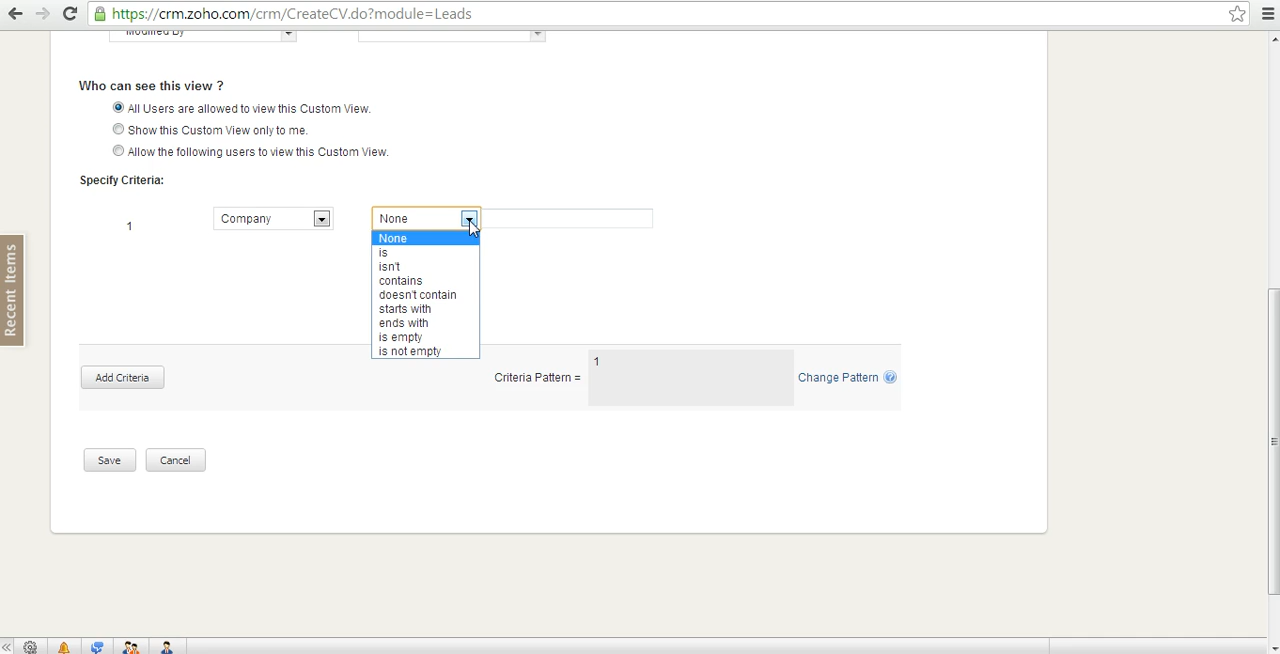 https://crm.zoho.com/crm/CreateCV.do?module=Leads
Modified By
Who can see this view ?
All Users are allowed to view this Custom View.
Show this Custom View only to me.
Allow the following users to view this Custom View.
Specify Criteria:
1
Company
None
None
is
isn't
contains
doesn't contain
starts with
ends with
is empty
is not empty
Recent Items
Add Criteria
Criteria Pattern =
1
Change Pattern ?
Save
Cancel